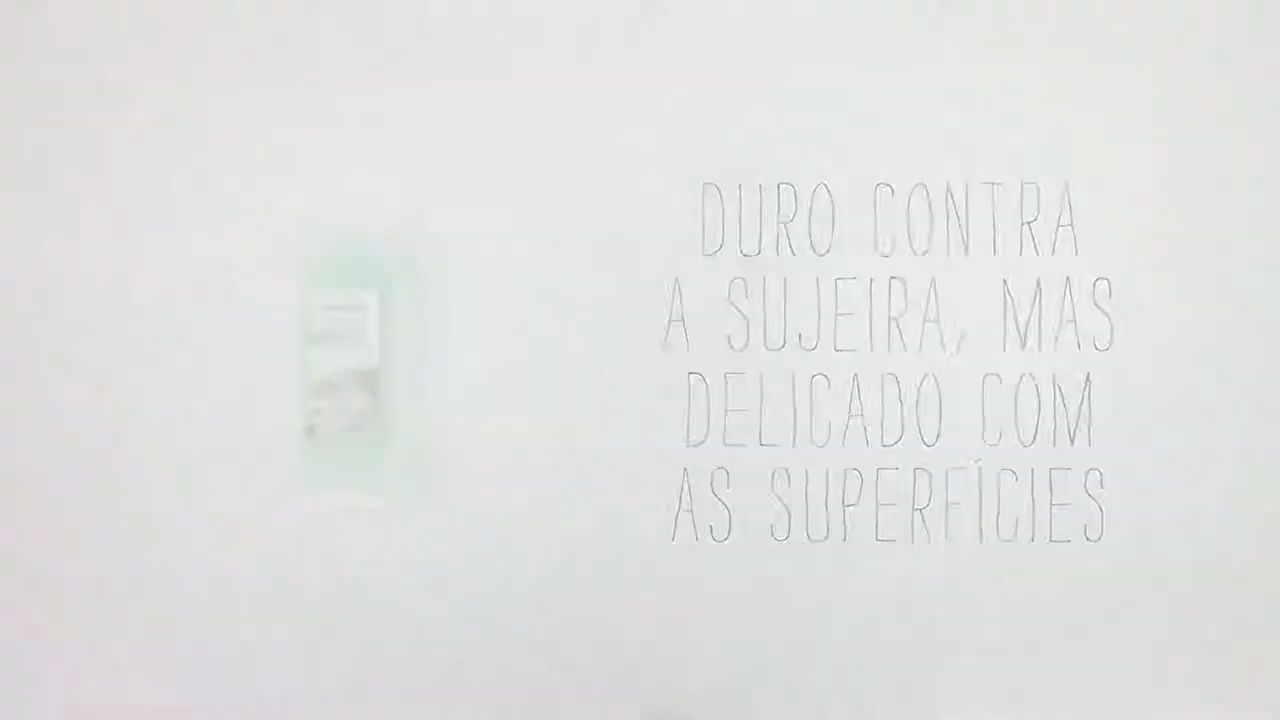 DURO CONTRA
A SUJEIRA, MAS
DELICADO COM
AS SUPERFÍCIES